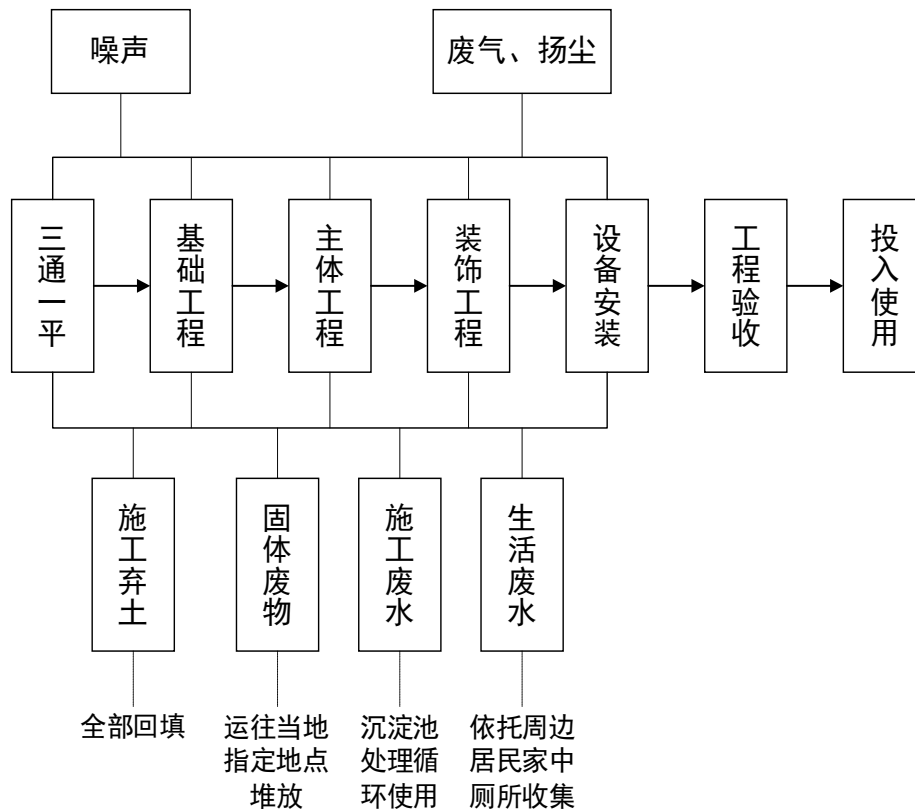 噪声
废气、扬尘
三通一平
基础工程
主体工程
装饰工程
设备安装
工程验收
投入使用
施工弃土
固体废物
施工废水
生活废水
全部回填
运往当地
指定地点
堆放
沉淀池
处理循
环使用
依托周边
居民家中
厕所收集